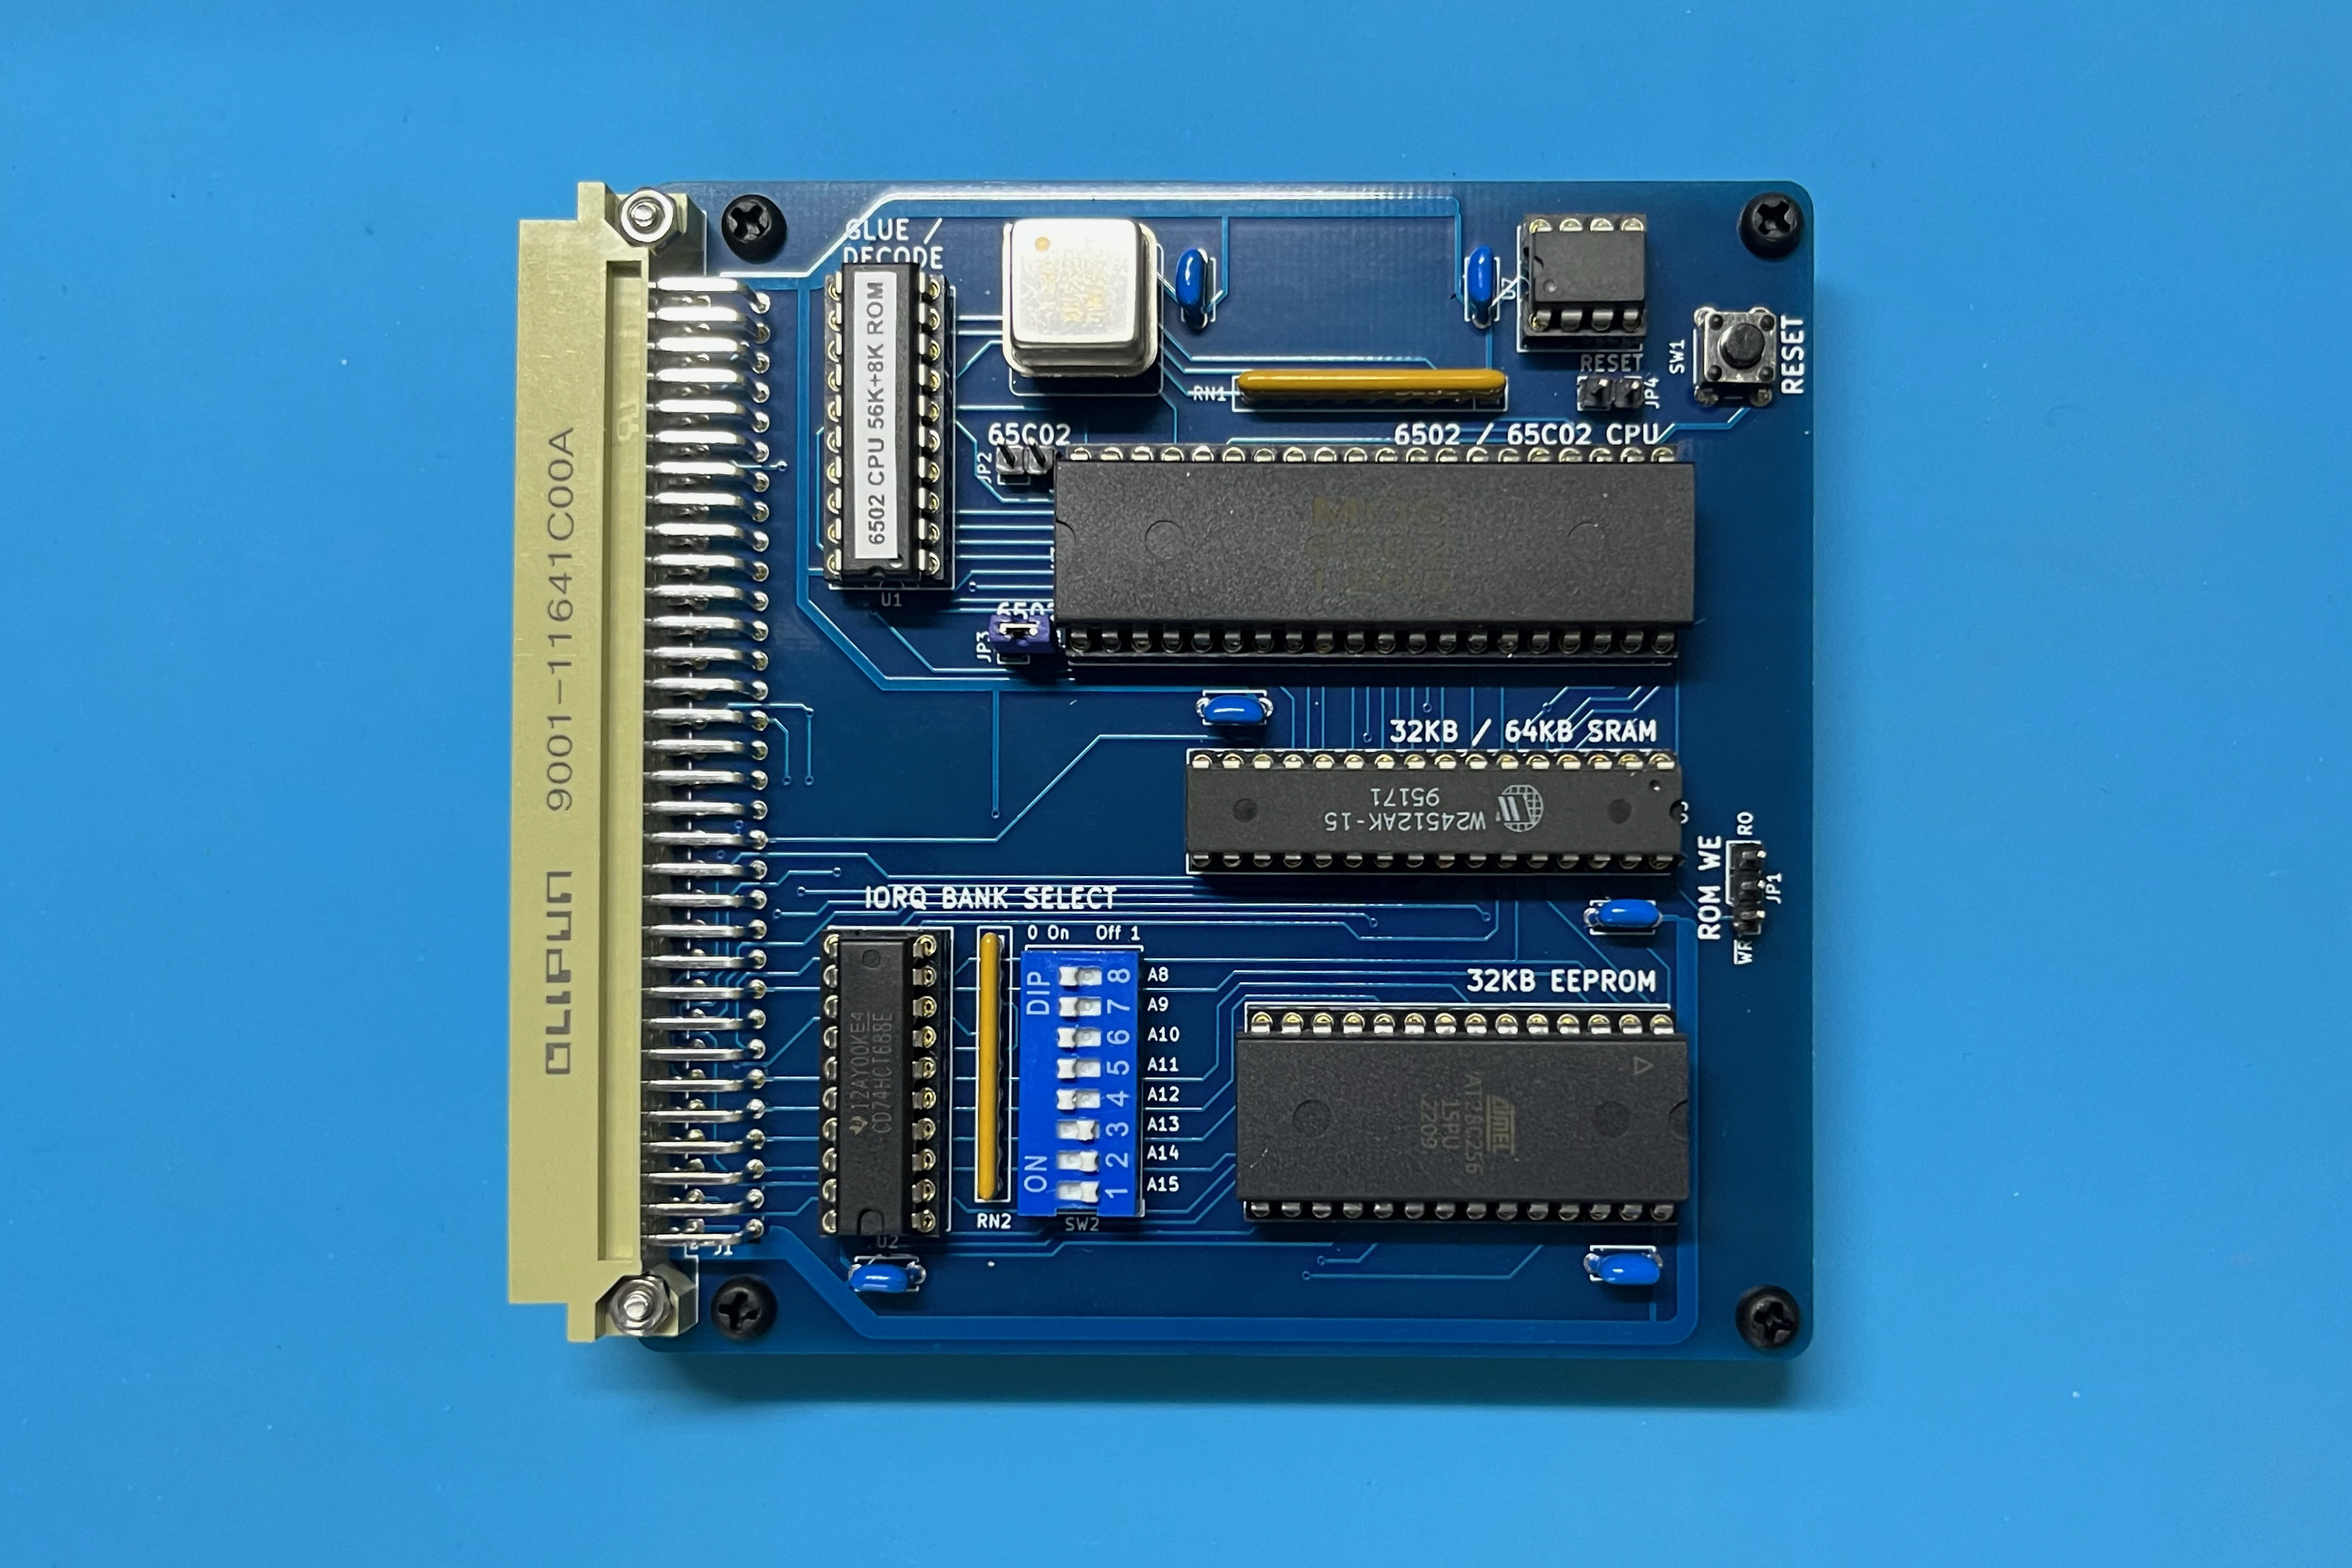 GLUE /
DECODE
6502 CPU 56K+8K ROM
U1
RN1
RESET
JP4
SW1
RESET
65C02
JP2
6502 / 65C02 CPU
JP3
9001-11641C00A
32KB / 64KB SRAM
W24512AK-15
95171
ROM WE
RO
JP1
WR
IORQ BANK SELECT
0 On Off 1
DIP
ON
8 A8
7 A9
6 A10
5 A11
4 A12
3 A13
2 A14
1 A15
12AY00KE4
CD74HCT688E
RN2
SW2
U2
J1
32KB EEPROM
ATMEL
AT28C256
15PU
2209